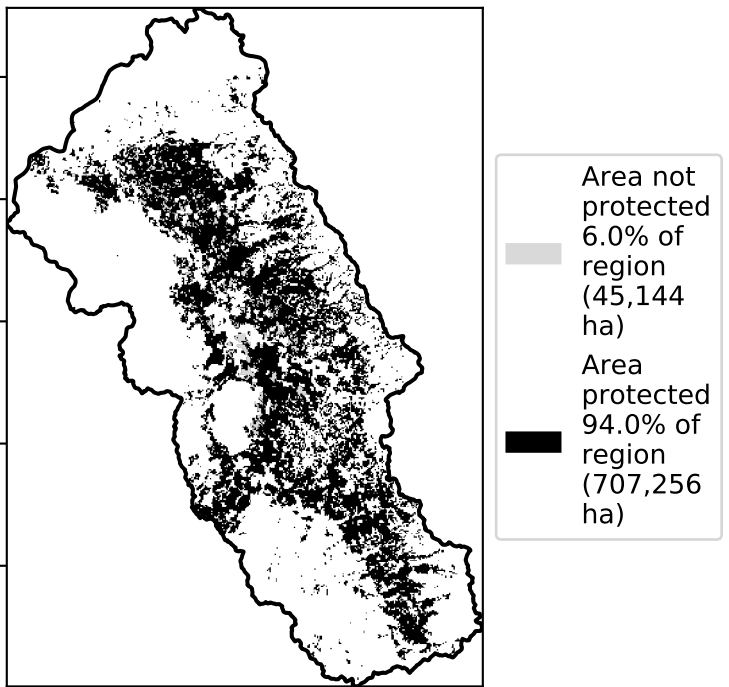 Area not
protected
6.0% of
region
(45,144
ha)
Area
protected
94.0% of
region
(707,256
ha)